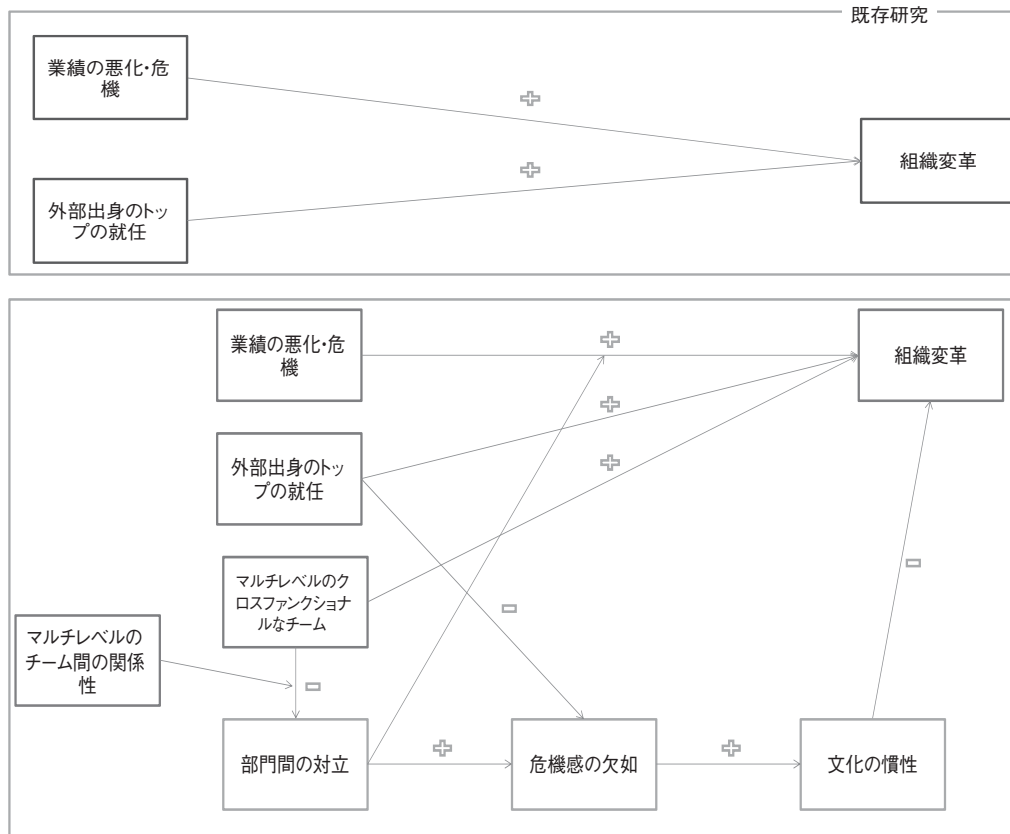 既存研究
業績の悪化・危
機
組織変革
外部出身のトッ
プの就任
業績の悪化・危
機
組織変革
外部出身のトッ
プの就任
マルチレベルのク
ロスファンクショナ
ルなチーム
マルチレベルの
チーム間の関係
性
部門間の対立
危機感の欠如
文化の慣性